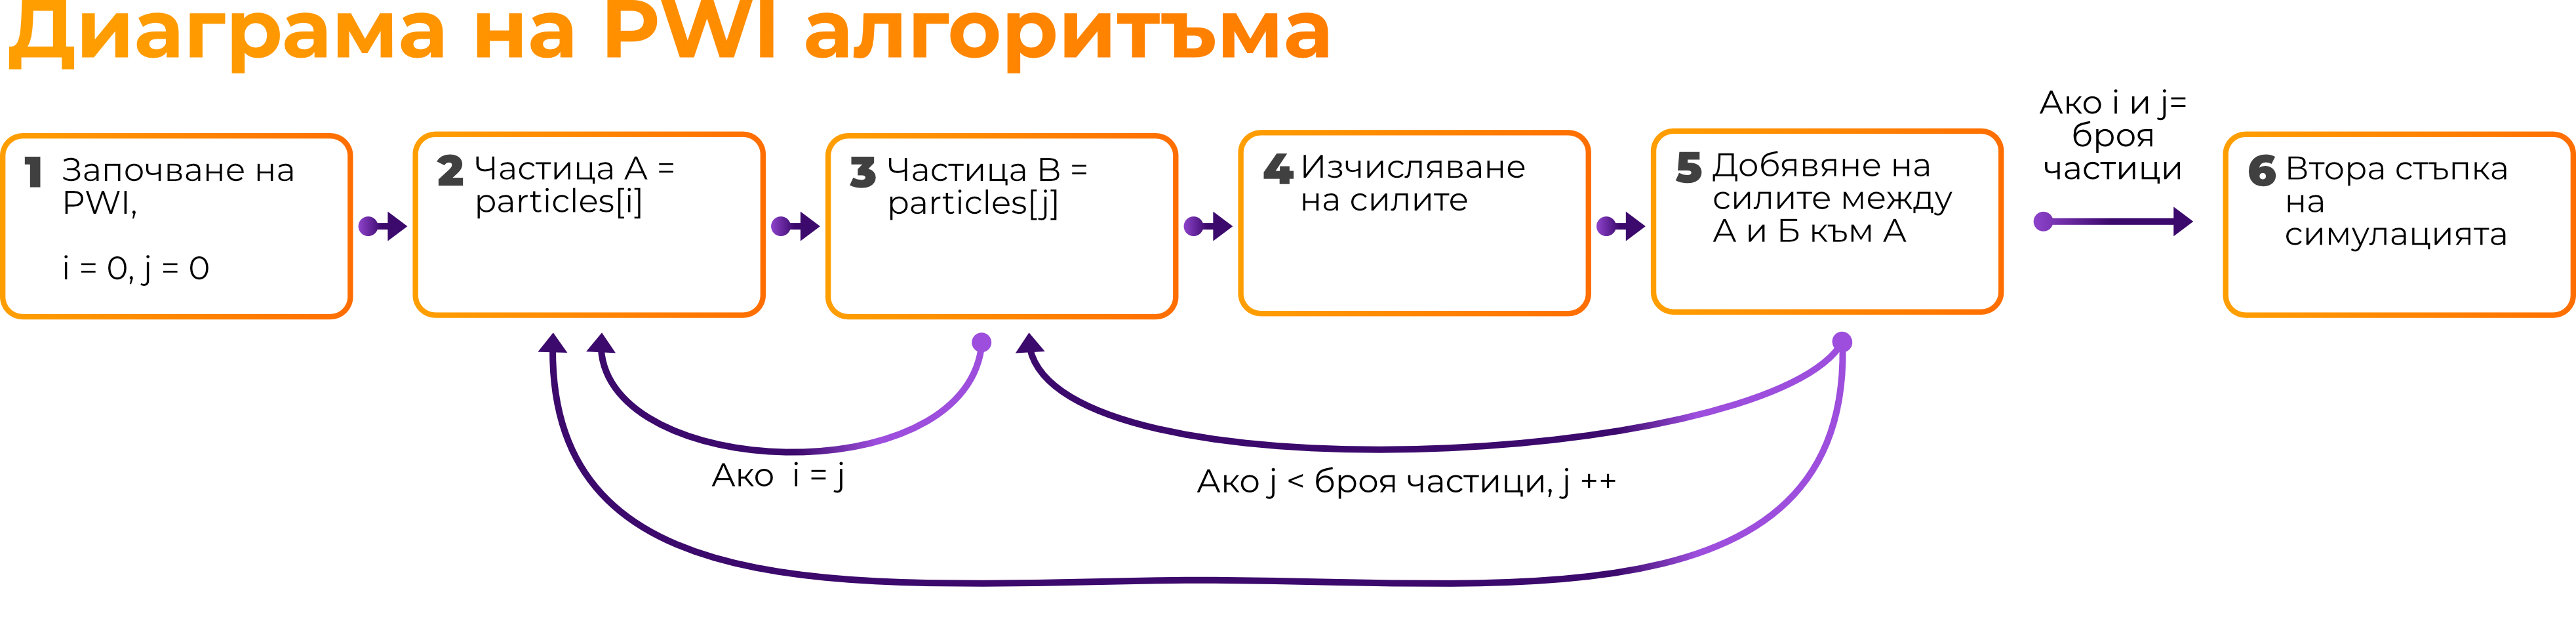 Диаграма на PWI алгоритъма
1 Започване на
PWI,
i = 0, j = 0
2 Частица А =
particles[i]
3 Частица B =
particles[j]
4 Изчисляване
на силите
5 Добявяне на
силите между
А и Б към А
Ако i и j=
броя
частици
6 Втора стъпка
на
симулацията
Ако i = j
Ако j < броя частици, j ++